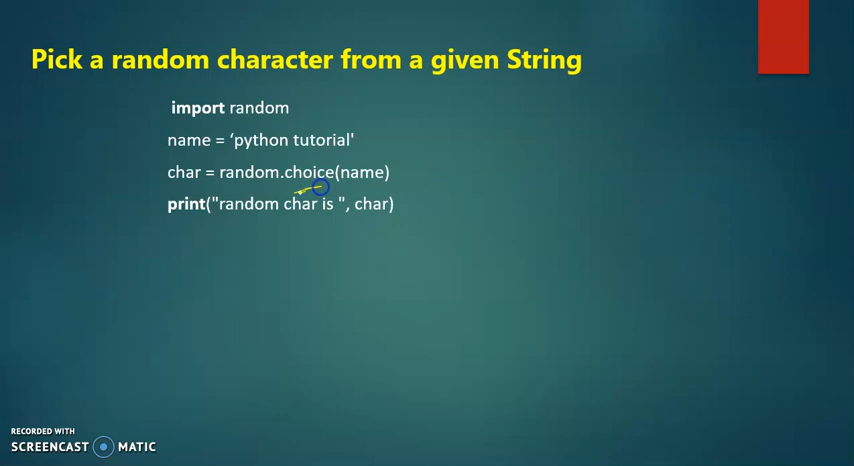 Pick a random character from a given String
import random
name = ‘python tutorial'
char = random.choice(name)
print("random char is ", char)
RECORDED WITH
SCREENCAST MATIC